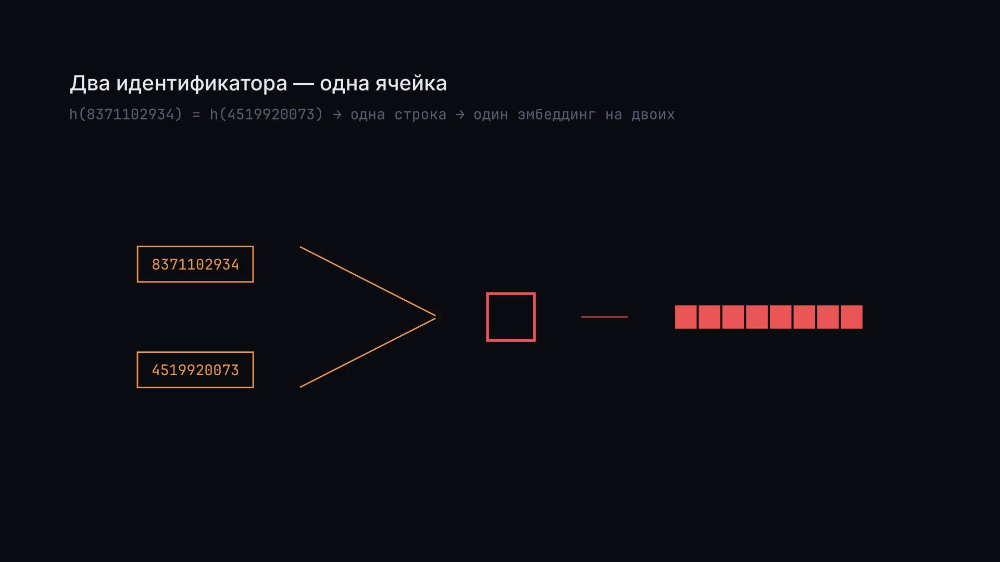 Два идентификатора — одна ячейка
h(8371102934) = h(4519920073) → одна строка → один эмбеддинг на двоих
8371102934
4519920073